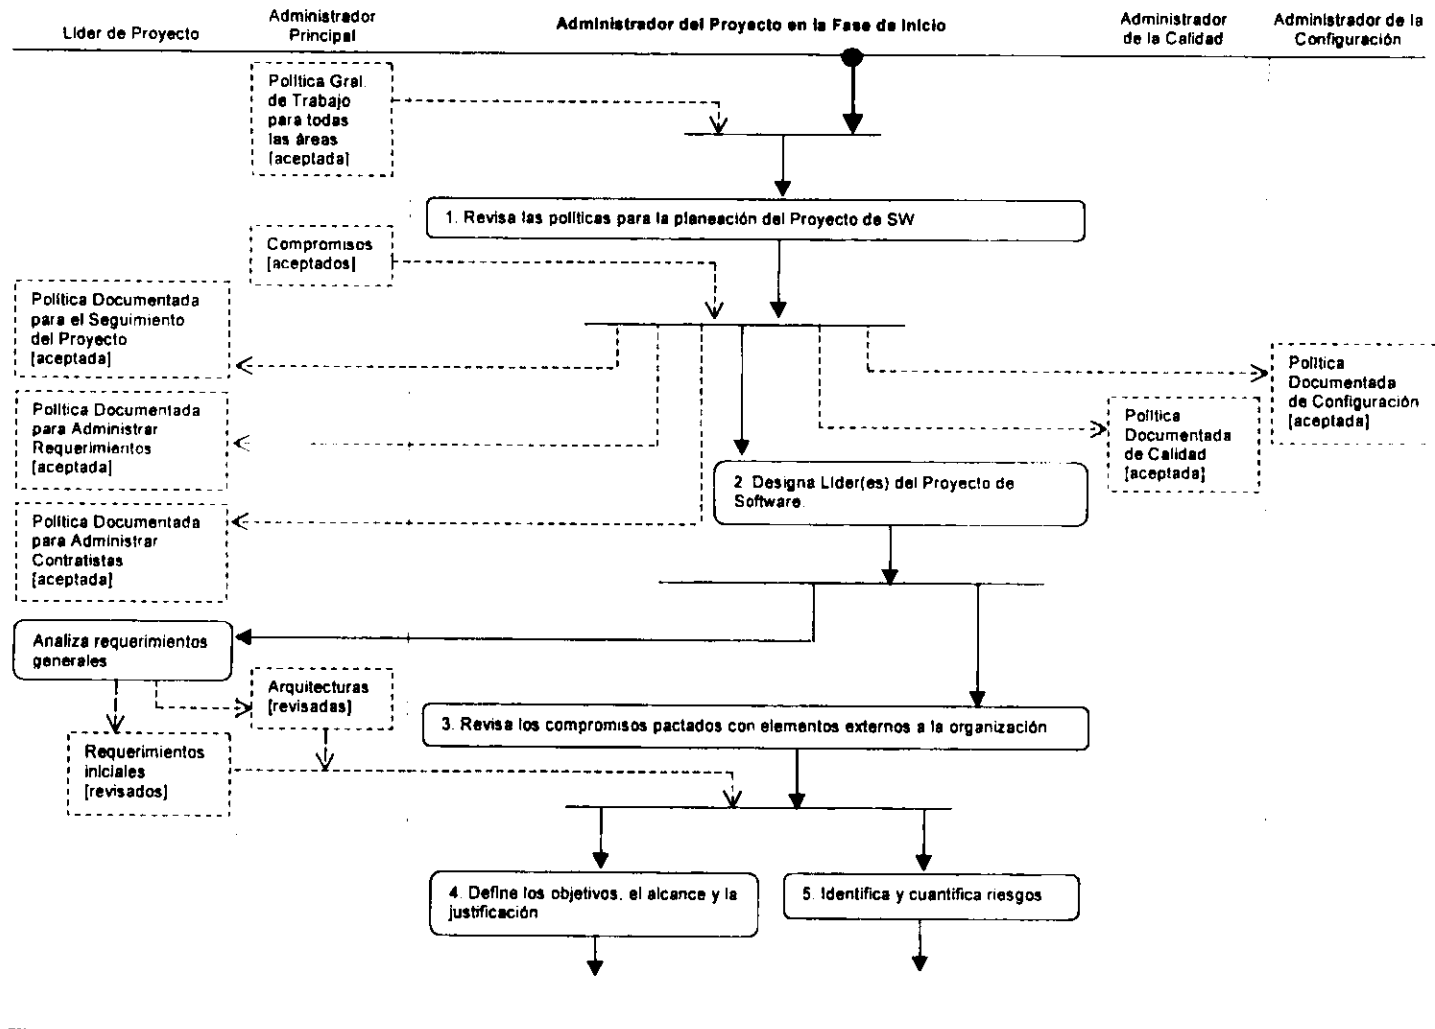 Líder de Proyecto
Administrador
Principal
Administrador del Proyecto en la Fase de Inicio
Administrador
de la Calidad
Administrador de la
Configuración
Política Gral.
de Trabajo
para todas
las áreas
[aceptada]
1. Revisa las políticas para la planeación del Proyecto de SW
Compromisos
[aceptados]
Política Documentada
para el Seguimiento
del Proyecto
[aceptada]
Política
Documentada
de Configuración
[aceptada]
Política Documentada
para Administrar
Requerimientos
[aceptada]
Política
Documentada
de Calidad
[aceptada]
2 Designa Líder(es) del Proyecto de
Software.
Política Documentada
para Administrar
Contratistas
[aceptada]
Analiza requerimientos
generales
Arquitecturas
[revisadas]
3. Revisa los compromisos pactados con elementos externos a la organización
Requerimientos
iniciales
[revisados]
4. Define los objetivos, el alcance y la
justificación
5. Identifica y cuantifica riesgos